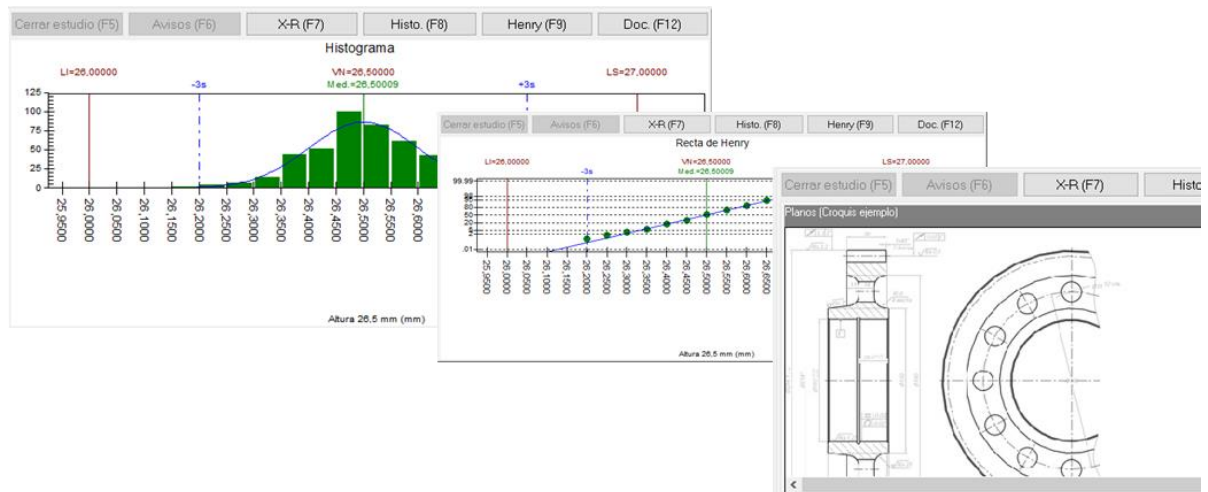 Cerrar estudio (F5) Avisos (F6) X-R (F7) Histo. (F8) Henry (F9) Doc. (F12)
Histograma
LI=26,00000 VN=26,50000 LS=27,00000
-3s Med.=26,50009 +3s
125
100
75
50
25
0
25,9500 26,0000 26,0500 26,1000 26,1500 26,2000 26,2500 26,3000 26,3500 26,4000 26,4500 26,5000 26,5500 26,6000
Altura 26,5 mm (mm)
Cerrar estudio (F5) Avisos (F6) X-R (F7) Histo. (F8) Henry (F9) Doc. (F12)
Recta de Henry
LI=26,00000 VN=26,50000 LS=27,00000
-3s Med.=26,50009
99.99
80
50
20
.01
25,9500 26,0000 26,0500 26,1000 26,1500 26,2000 26,2500 26,3000 26,3500 26,4000 26,4500 26,5000 26,5500 26,6000 26,6500
Altura 26,5 mm (mm)
Cerrar estudio (F5) Avisos (F6) X-R (F7) Histo
Planos (Croquis ejemplo)